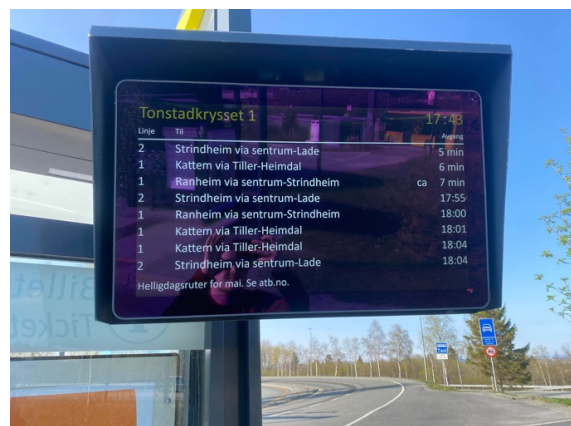 Tonstadkrysset 1 17:43
Linje Til Avgang
2 Strindheim via sentrum-Lade 5 min
1 Kattem via Tiller-Heimdal 6 min
1 Ranheim via sentrum-Strindheim ca 7 min
2 Strindheim via sentrum-Lade 17:55
1 Ranheim via sentrum-Strindheim 18:00
1 Kattem via Tiller-Heimdal 18:01
1 Kattem via Tiller-Heimdal 18:04
2 Strindheim via sentrum-Lade 18:04
Helligdagsruter for mai. Se atb.no.
Billet
Ticket